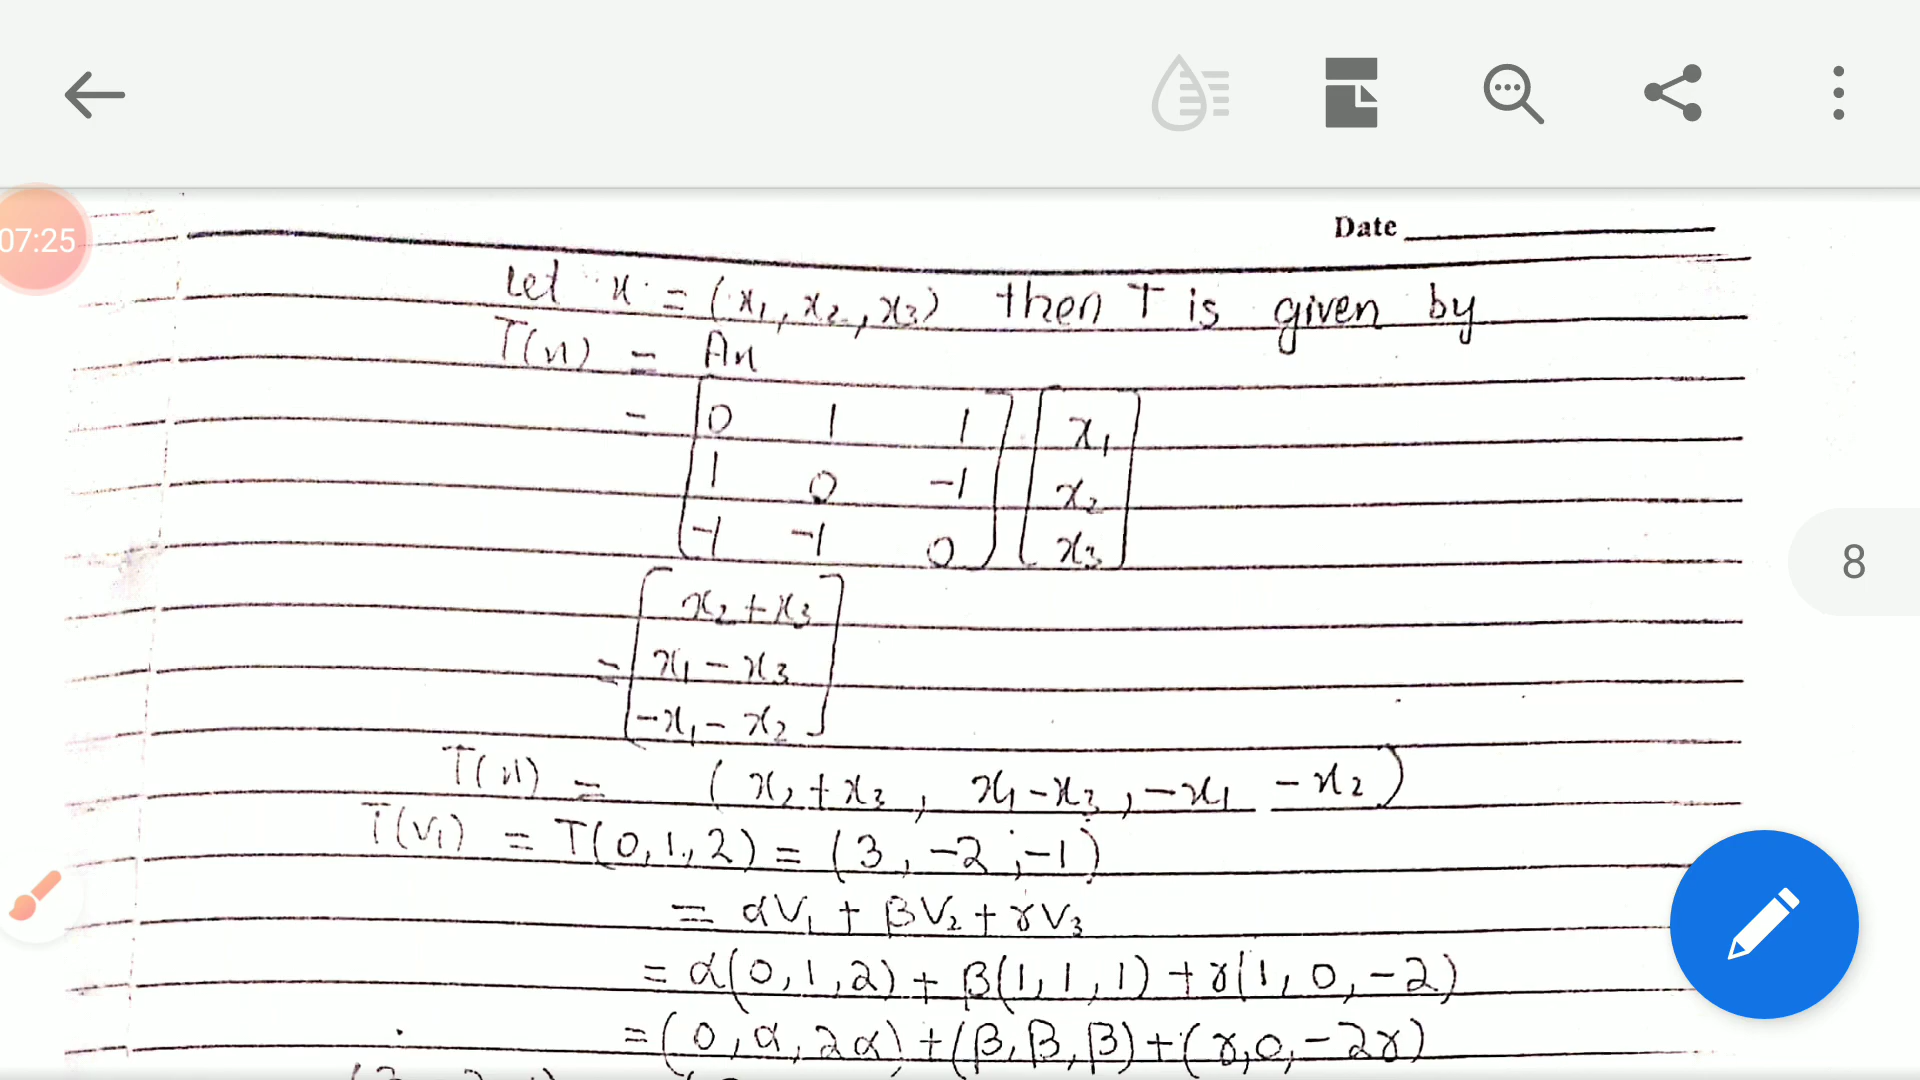 07:25
Date
Let x = (x₁, x₂, x₃) then T is given by
T(x) = Ax
= [0 1 1] [x₁]
[1 0 -1] [x₂]
[-1 -1 0] [x₃]
[x₂+x₃]
= [x₁-x₃]
[-x₁-x₂]
8
T(x) = (x₂+x₃, x₁-x₃, -x₁-x₂)
T(V₁) = T(0,1,2) = (3, -2, -1)
= αV₁ + βV₂ + γV₃
= α(0,1,2) + β(1,1,1) + γ(1,0,-2)
= (0,α,2α) + (β,β,β) + (γ,0,-2γ)